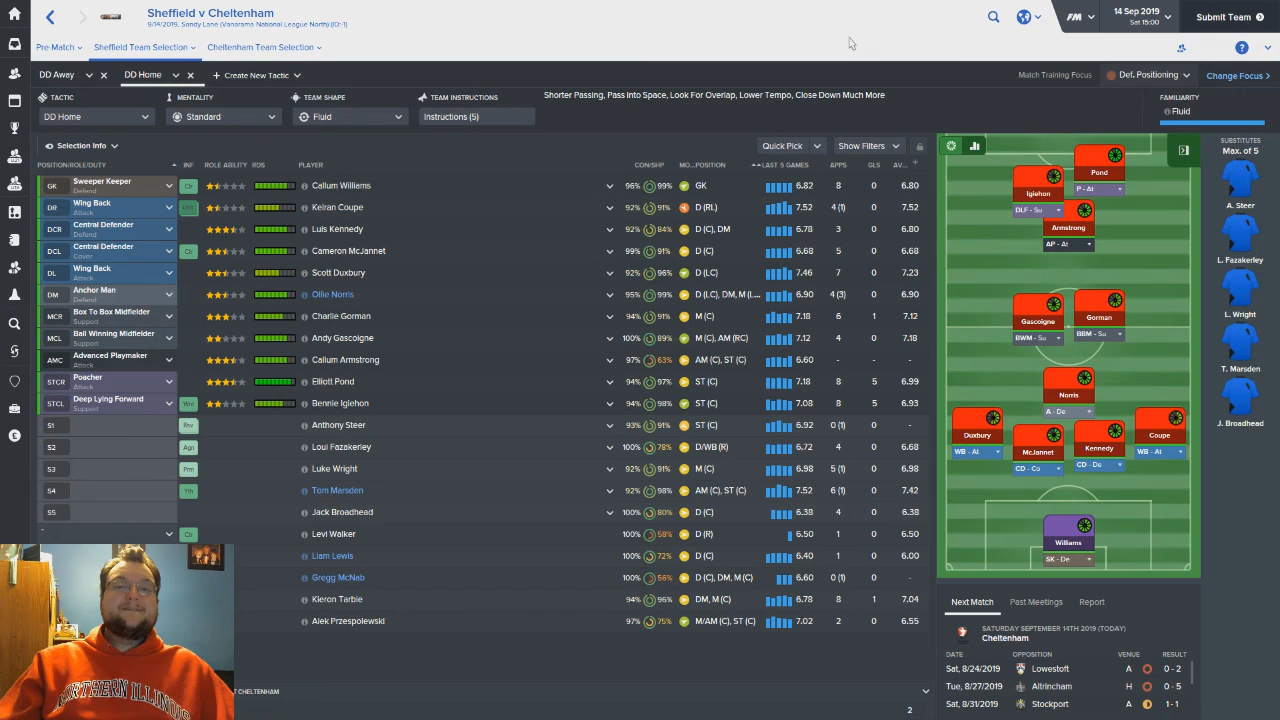 Sheffield v Cheltenham
9/14/2019, Sandy Lane (Vanarama National League North) (ID:-1)
FM
14 Sep 2019
Sat 15:00
Submit Team
Pre-Match
Sheffield Team Selection
Cheltenham Team Selection
?
DD Away
DD Home
Create New Tactic
Match Training Focus
Def. Positioning
Change Focus >
TACTIC
MENTALITY
TEAM SHAPE
TEAM INSTRUCTIONS
Shorter Passing, Pass Into Space, Look For Overlap, Lower Tempo, Close Down Much More
FAMILIARITY
DD Home
Standard
Fluid
Instructions (5)
Fluid
Selection Info
Quick Pick
Show Filters
POSITION/ROLE/DUTY INF ROLE ABILITY RDS PLAYER CON/SHP MO... POSITION LAST 5 GAMES APPS GLS AV...
GK Sweeper Keeper Defend Ctr Callum Williams 96% 99% GK 6.82 8 0 6.80
DR Wing Back Attack Keiran Coupe 92% 91% D (RL) 7.52 4 (1) 0 7.52
DCR Central Defender Defend Luis Kennedy 92% 84% D (C), DM 6.78 3 0 6.80
DCL Central Defender Cover Ctr Cameron McJannet 99% 91% D (C) 6.68 5 0 6.68
DL Wing Back Attack Scott Duxbury 92% 96% D (LC) 7.46 7 0 7.23
DM Anchor Man Defend Ollie Norris 95% 99% D (LC), DM, M (L... 6.90 4 (3) 0 6.90
MCR Box To Box Midfielder Support Charlie Gorman 94% 91% M (C) 7.18 6 1 7.12
MCL Ball Winning Midfielder Support Andy Gascoigne 100% 89% M (C), AM (RC) 7.12 4 0 7.18
AMC Advanced Playmaker Attack Callum Armstrong 97% 63% AM (C), ST (C) 6.60 - - -
STCR Poacher Attack Elliott Pond 94% 97% ST (C) 7.18 8 5 6.99
STCL Deep Lying Forward Support Wnt Bennie Igiehon 94% 98% ST (C) 7.08 8 5 6.93
S1 Rsv Anthony Steer 93% 91% ST (C) 6.92 0 (1) 0 -
S2 Agn Loui Fazakerley 100% 78% D/WB (R) 7.12 4 0 6.68
S3 Prm Luke Wright 92% 91% M (C) 6.98 5 (1) 0 6.98
S4 Yth Tom Marsden 92% 98% AM (C), ST (C) 7.52 6 (1) 0 7.42
S5 Jack Broadhead 100% 80% D (C) 6.38 4 0 6.38
- Ctr Levi Walker 100% 58% D (R) 6.50 1 0 6.50
Liam Lewis 100% 72% D (C) 6.40 1 0 6.00
Gregg McNab 100% 56% D (C), DM, M (C) 6.60 0 (1) 0 -
Kieron Tarbie 94% 96% DM, M (C) 6.78 8 1 7.04
Alek Przespolewski 97% 75% M/AM (C), ST (C) 7.02 2 0 6.55
T CHELTENHAM
2
NORTHERN ILLINOIS
Pond
P - At
Igiehon
DLF - Su
Armstrong
AP - At
Gascoigne
BWM - Su
Gorman
BBM - Su
Norris
A - De
Duxbury
WB - At
McJannet
CD - Co
Kennedy
CD - De
Coupe
WB - At
Williams
SK - De
SUBSTITUTES
Max. of 5
A. Steer
L. Fazakerley
L. Wright
T. Marsden
J. Broadhead
Next Match
Past Meetings
Report
SATURDAY SEPTEMBER 14TH 2019 (TODAY)
Cheltenham
DATE OPPOSITION VENUE RESULT
Sat, 8/24/2019 Lowestoft A 0 - 2
Tue, 8/27/2019 Altrincham H 0 - 5
Sat, 8/31/2019 Stockport A 1 - 1